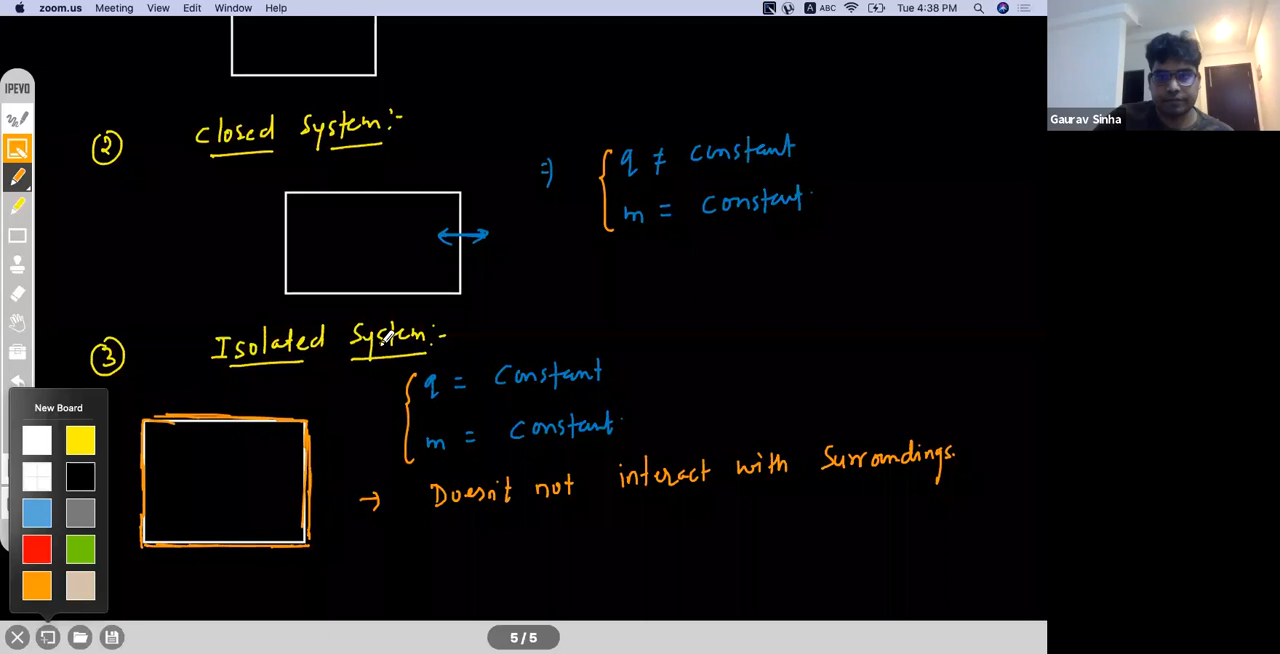 zoom.us Meeting View Edit Window Help
A ABC Tue 4:38 PM
IPEVO
Gaurav Sinha
② Closed System :-
⇒ { q ≠ constant
m = constant.
③ Isolated System :-
{ q = constant
m = constant.
→ Doesn't not interact with Surroundings.
New Board
5 / 5